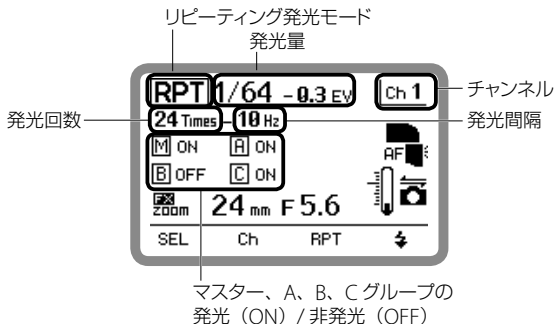 リピーティング発光モード
発光量
RPT 1/64 -0.3 EV Ch 1
チャンネル
発光回数
24 Times 10 Hz
発光間隔
M ON A ON
AF
B OFF C ON
FX
zoom 24 mm F 5.6
SEL Ch RPT
マスター、A、B、C グループの
発光（ON）/ 非発光（OFF）